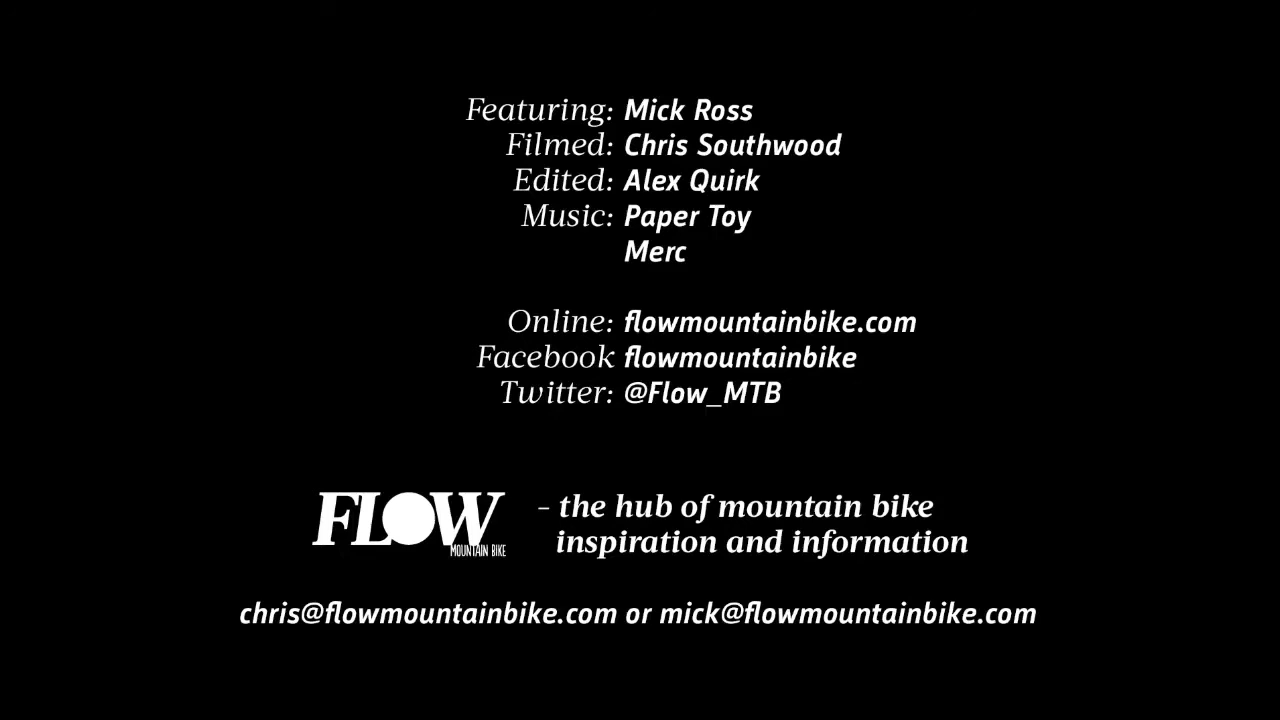 Featuring: Mick Ross
Filmed: Chris Southwood
Edited: Alex Quirk
Music: Paper Toy
Merc
Online: flowmountainbike.com
Facebook flowmountainbike
Twitter: @Flow_MTB
FLOW MOUNTAIN BIKE
– the hub of mountain bike
inspiration and information
chris@flowmountainbike.com or mick@flowmountainbike.com